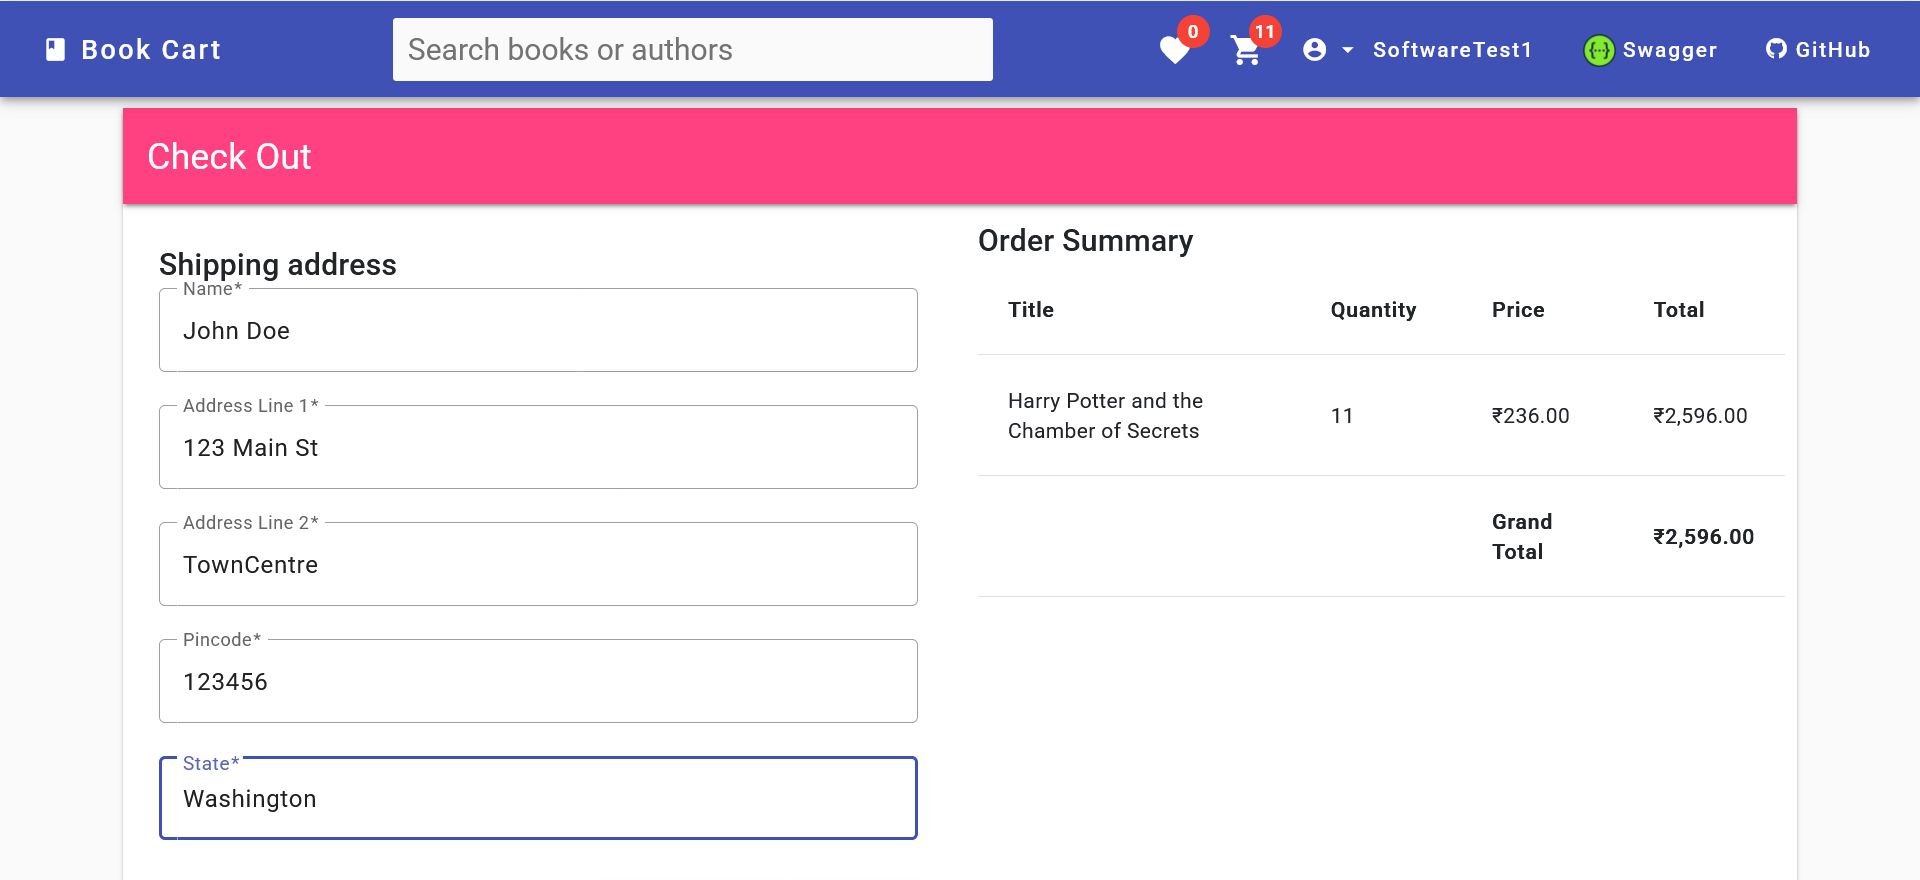 Book Cart
Search books or authors
0
11
SoftwareTest1
Swagger
GitHub
Check Out
Shipping address
Name*
John Doe
Address Line 1*
123 Main St
Address Line 2*
TownCentre
Pincode*
123456
State*
Washington
Order Summary
Title Quantity Price Total
Harry Potter and the
Chamber of Secrets
11 ₹236.00 ₹2,596.00
Grand
Total
₹2,596.00